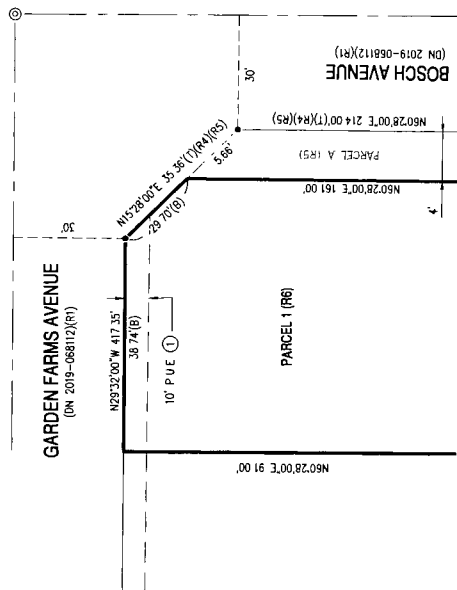 GARDEN FARMS AVENUE
(DN 2019-068112)(R1)
30'
N15°28'00"E 35 36'(T)(R4)(R5)
29 70'(B)
5.66'
30'
BOSCH AVENUE
(DN 2019-068112)(R1)
N60°28'00"E 214 00'(T)(R4)(R5)
PARCEL A (R5)
N60°28'00"E 161 00'
4'
N29°32'00"W 417 35'
38 74'(B)
10' P U E 1
PARCEL 1 (R6)
N60°28'00"E 91 00'